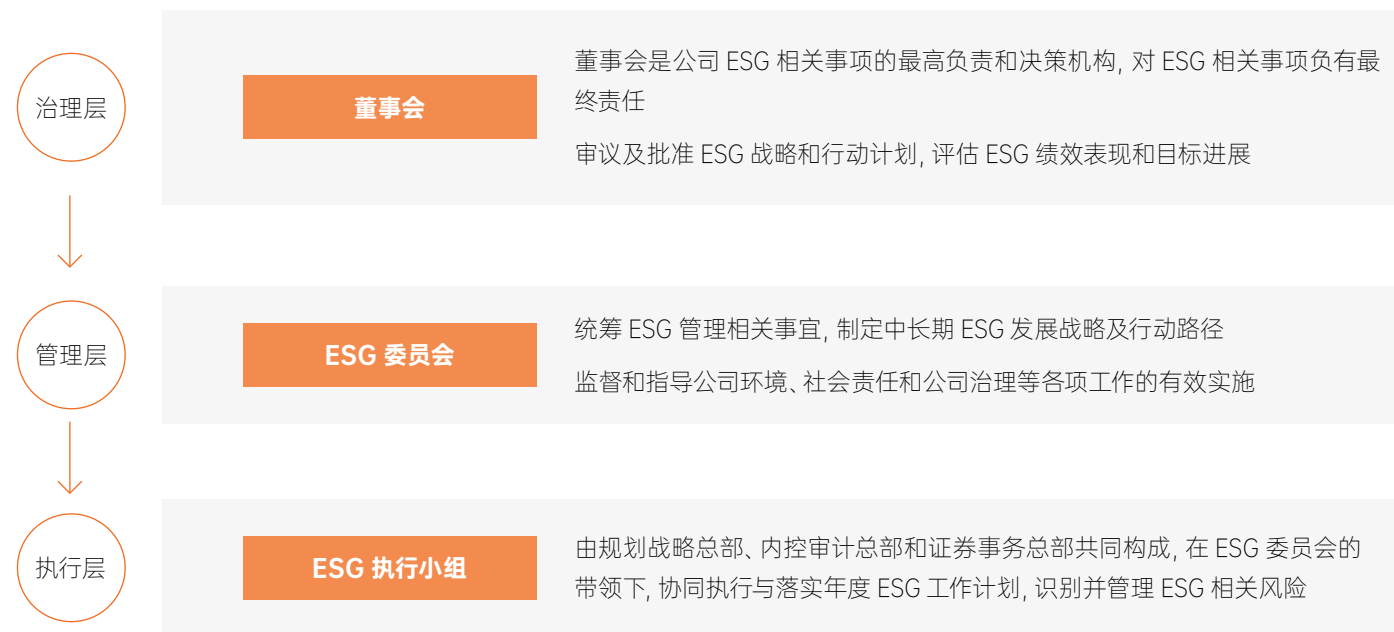 治理层
董事会
董事会是公司 ESG 相关事项的最高负责和决策机构, 对 ESG 相关事项负有最
终责任
审议及批准 ESG 战略和行动计划, 评估 ESG 绩效表现和目标进展
管理层
ESG 委员会
统筹 ESG 管理相关事宜, 制定中长期 ESG 发展战略及行动路径
监督和指导公司环境、社会责任和公司治理等各项工作的有效实施
执行层
ESG 执行小组
由规划战略总部、内控审计总部和证券事务总部共同构成, 在 ESG 委员会的
带领下, 协同执行与落实年度 ESG 工作计划, 识别并管理 ESG 相关风险